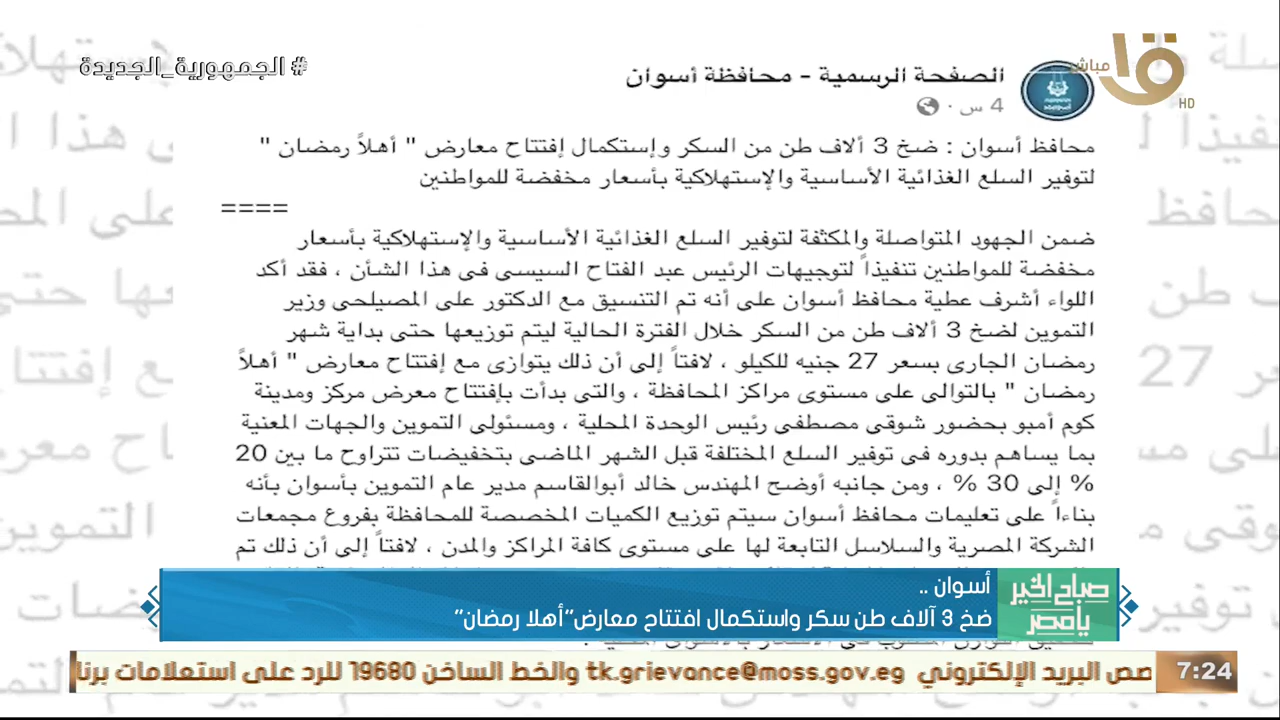 # الجمهورية_الجديدة
مباشر
HD
الصفحة الرسمية - محافظة أسوان
4 س ·
محافظ أسوان : ضخ 3 ألاف طن من السكر وإستكمال إفتتاح معارض " أهلاً رمضان "
لتوفير السلع الغذائية الأساسية والإستهلاكية بأسعار مخفضة للمواطنين
====
ضمن الجهود المتواصلة والمكثفة لتوفير السلع الغذائية الأساسية والإستهلاكية بأسعار
مخفضة للمواطنين تنفيذاً لتوجيهات الرئيس عبد الفتاح السيسى فى هذا الشأن ، فقد أكد
اللواء أشرف عطية محافظ أسوان على أنه تم التنسيق مع الدكتور على المصيلحى وزير
التموين لضخ 3 ألاف طن من السكر خلال الفترة الحالية ليتم توزيعها حتى بداية شهر
رمضان الجارى بسعر 27 جنيه للكيلو ، لافتاً إلى أن ذلك يتوازى مع إفتتاح معارض " أهلاً
رمضان " بالتوالى على مستوى مراكز المحافظة ، والتى بدأت بإفتتاح معرض مركز ومدينة
كوم أمبو بحضور شوقى مصطفى رئيس الوحدة المحلية ، ومسئولى التموين والجهات المعنية
بما يساهم بدوره فى توفير السلع المختلفة قبل الشهر الماضى بتخفيضات تتراوح ما بين 20
% إلى 30 % ، ومن جانبه أوضح المهندس خالد أبوالقاسم مدير عام التموين بأسوان بأنه
بناءاً على تعليمات محافظ أسوان سيتم توزيع الكميات المخصصة للمحافظة بفروع مجمعات
الشركة المصرية والسلاسل التابعة لها على مستوى كافة المراكز والمدن ، لافتاً إلى أن ذلك تم
صباح الخير
يا مصر
أسوان ..
ضخ 3 آلاف طن سكر واستكمال افتتاح معارض"أهلا رمضان"
7:24
صص البريد الإلكتروني tk.grievance@moss.gov.eg والخط الساخن 19680 للرد على استعلامات برنا